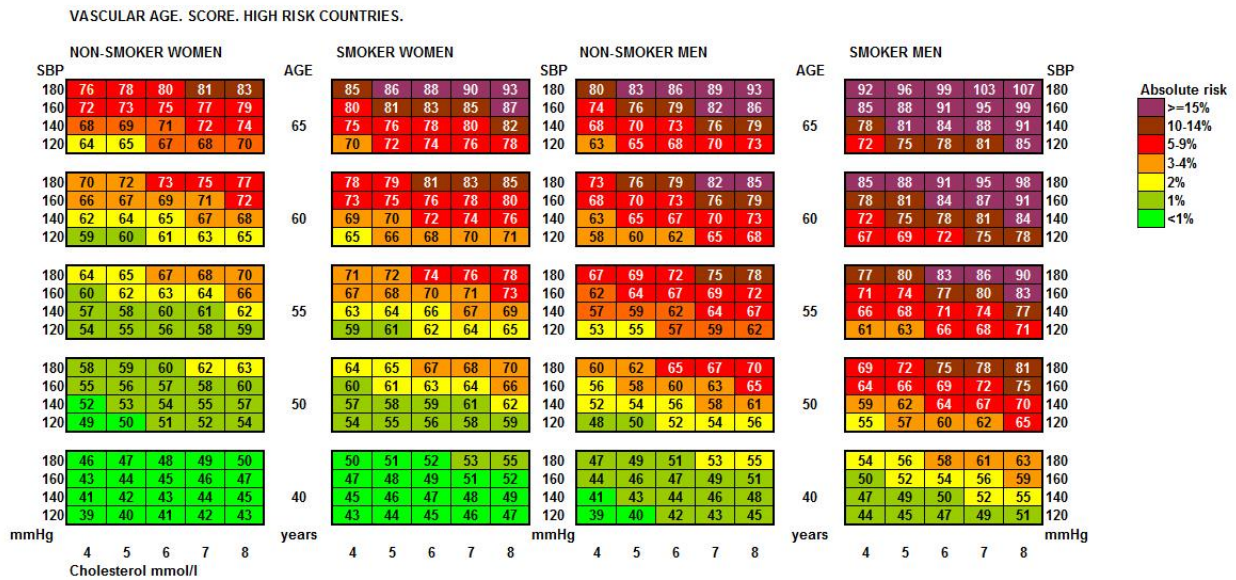 VASCULAR AGE. SCORE. HIGH RISK COUNTRIES.
NON-SMOKER WOMEN SMOKER WOMEN NON-SMOKER MEN SMOKER MEN
SBP AGE SBP AGE SBP
180 76 78 80 81 83 85 86 88 90 93 180 80 83 86 89 93 92 96 99 103 107 180 Absolute risk
160 72 73 75 77 79 80 81 83 85 87 160 74 76 79 82 86 85 88 91 95 99 160 >=15%
140 68 69 71 72 74 65 75 76 78 80 82 140 68 70 73 76 79 65 78 81 84 88 91 140 10-14%
120 64 65 67 68 70 70 72 74 76 78 120 63 65 68 70 73 72 75 78 81 85 120 5-9%
3-4%
180 70 72 73 75 77 78 79 81 83 85 180 73 76 79 82 85 85 88 91 95 98 180 2%
160 66 67 69 71 72 73 75 76 78 80 160 68 70 73 76 79 78 81 84 87 91 160 1%
140 62 64 65 67 68 60 69 70 72 74 76 140 63 65 67 70 73 60 72 75 78 81 84 140 <1%
120 59 60 61 63 65 65 66 68 70 71 120 58 60 62 65 68 67 69 72 75 78 120
180 64 65 67 68 70 71 72 74 76 78 180 67 69 72 75 78 77 80 83 86 90 180
160 60 62 63 64 66 67 68 70 71 73 160 62 64 67 69 72 71 74 77 80 83 160
140 57 58 60 61 62 55 63 64 66 67 69 140 57 59 62 64 67 55 66 68 71 74 77 140
120 54 55 56 58 59 59 61 62 64 65 120 53 55 57 59 62 61 63 66 68 71 120
180 58 59 60 62 63 64 65 67 68 70 180 60 62 65 67 70 69 72 75 78 81 180
160 55 56 57 58 60 60 61 63 64 66 160 56 58 60 63 65 64 66 69 72 75 160
140 52 53 54 55 57 50 57 58 59 61 62 140 52 54 56 58 61 50 59 62 64 67 70 140
120 49 50 51 52 54 54 55 56 58 59 120 48 50 52 54 56 55 57 60 62 65 120
180 46 47 48 49 50 50 51 52 53 55 180 47 49 51 53 55 54 56 58 61 63 180
160 43 44 45 46 47 47 48 49 51 52 160 44 46 47 49 51 50 52 54 56 59 160
140 41 42 43 44 45 40 45 46 47 48 49 140 41 43 44 46 48 40 47 49 50 52 55 140
120 39 40 41 42 43 43 44 45 46 47 120 39 40 42 43 45 44 45 47 49 51 120
mmHg years mmHg years mmHg
4 5 6 7 8 4 5 6 7 8 4 5 6 7 8 4 5 6 7 8
Cholesterol mmol/l